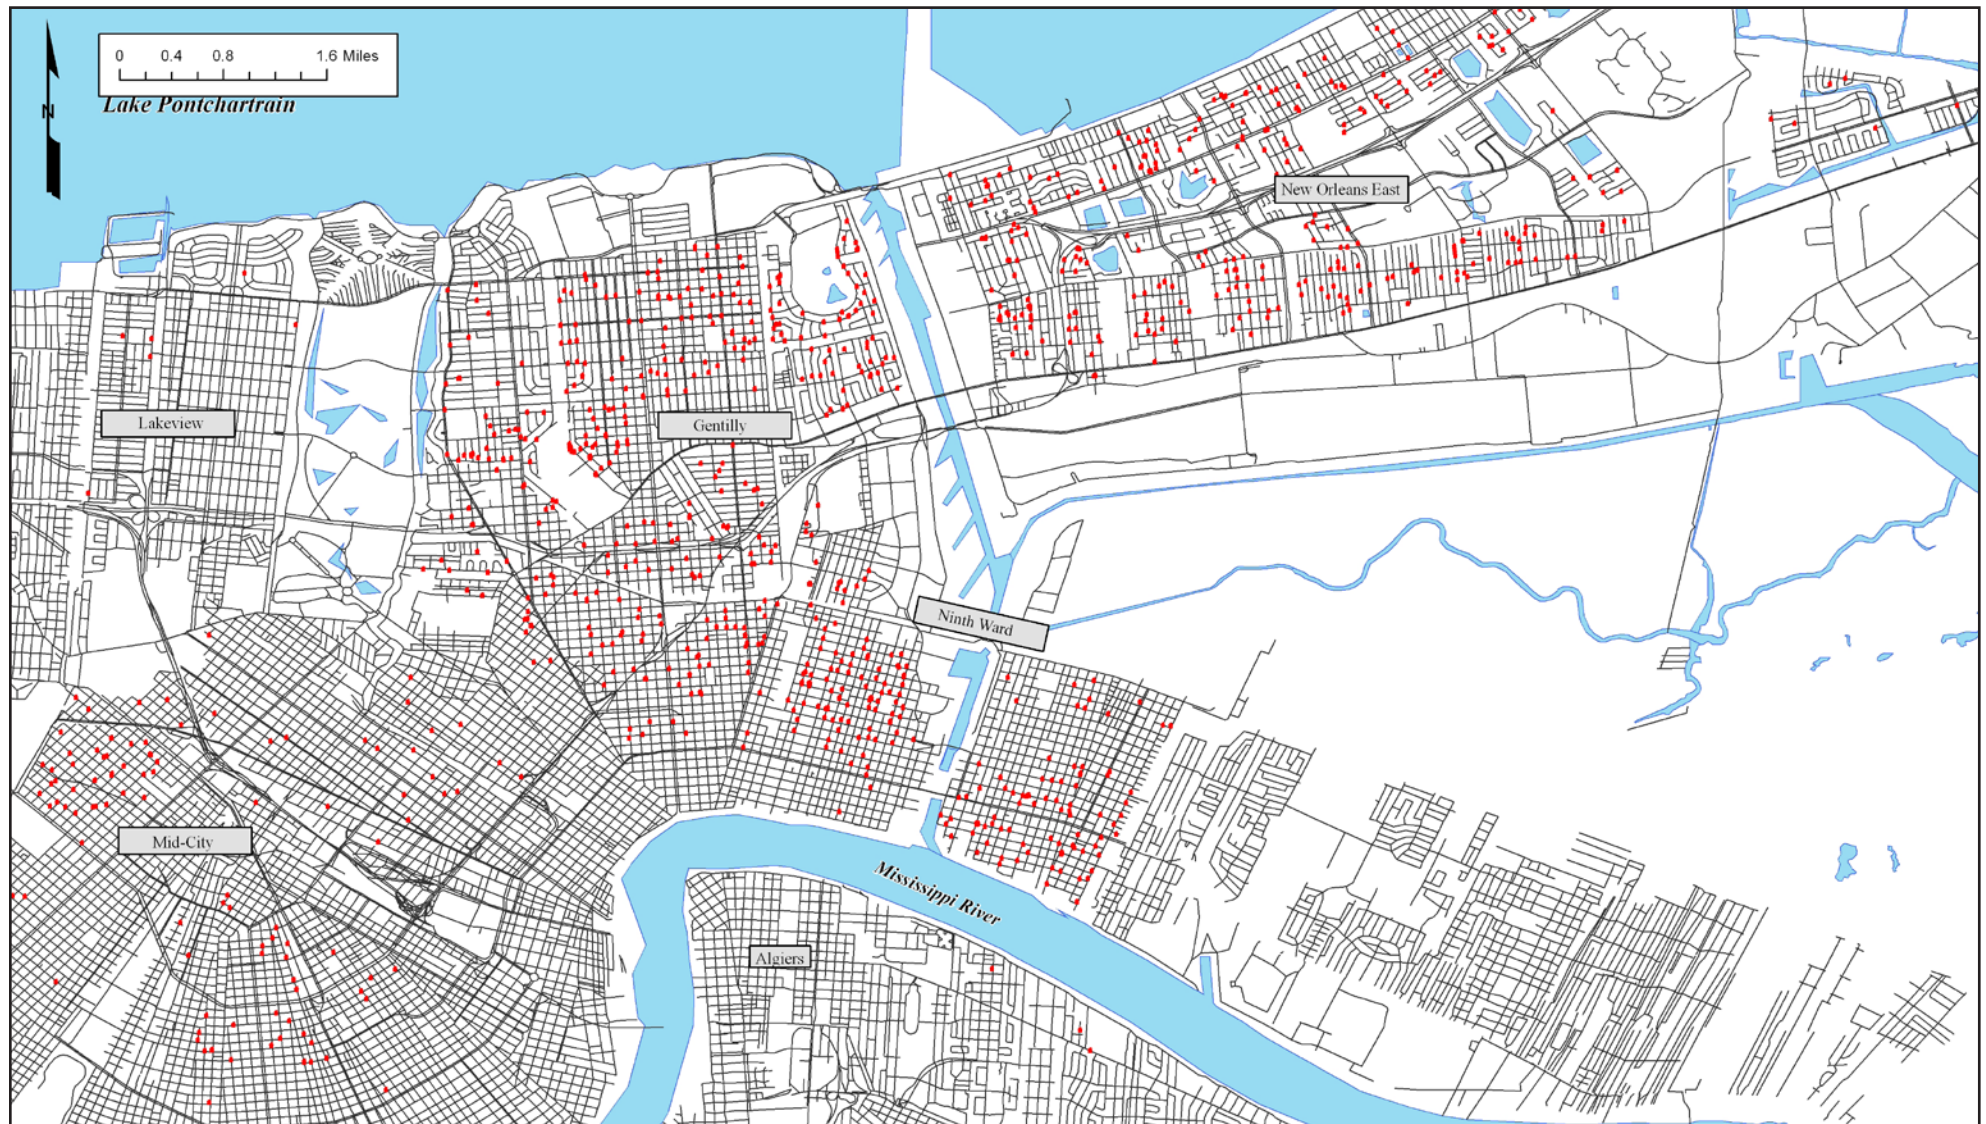 0 0.4 0.8 1.6 Miles
Lake Pontchartrain
N
New Orleans East
Lakeview
Gentilly
Ninth Ward
Mid-City
Mississippi River
Algiers